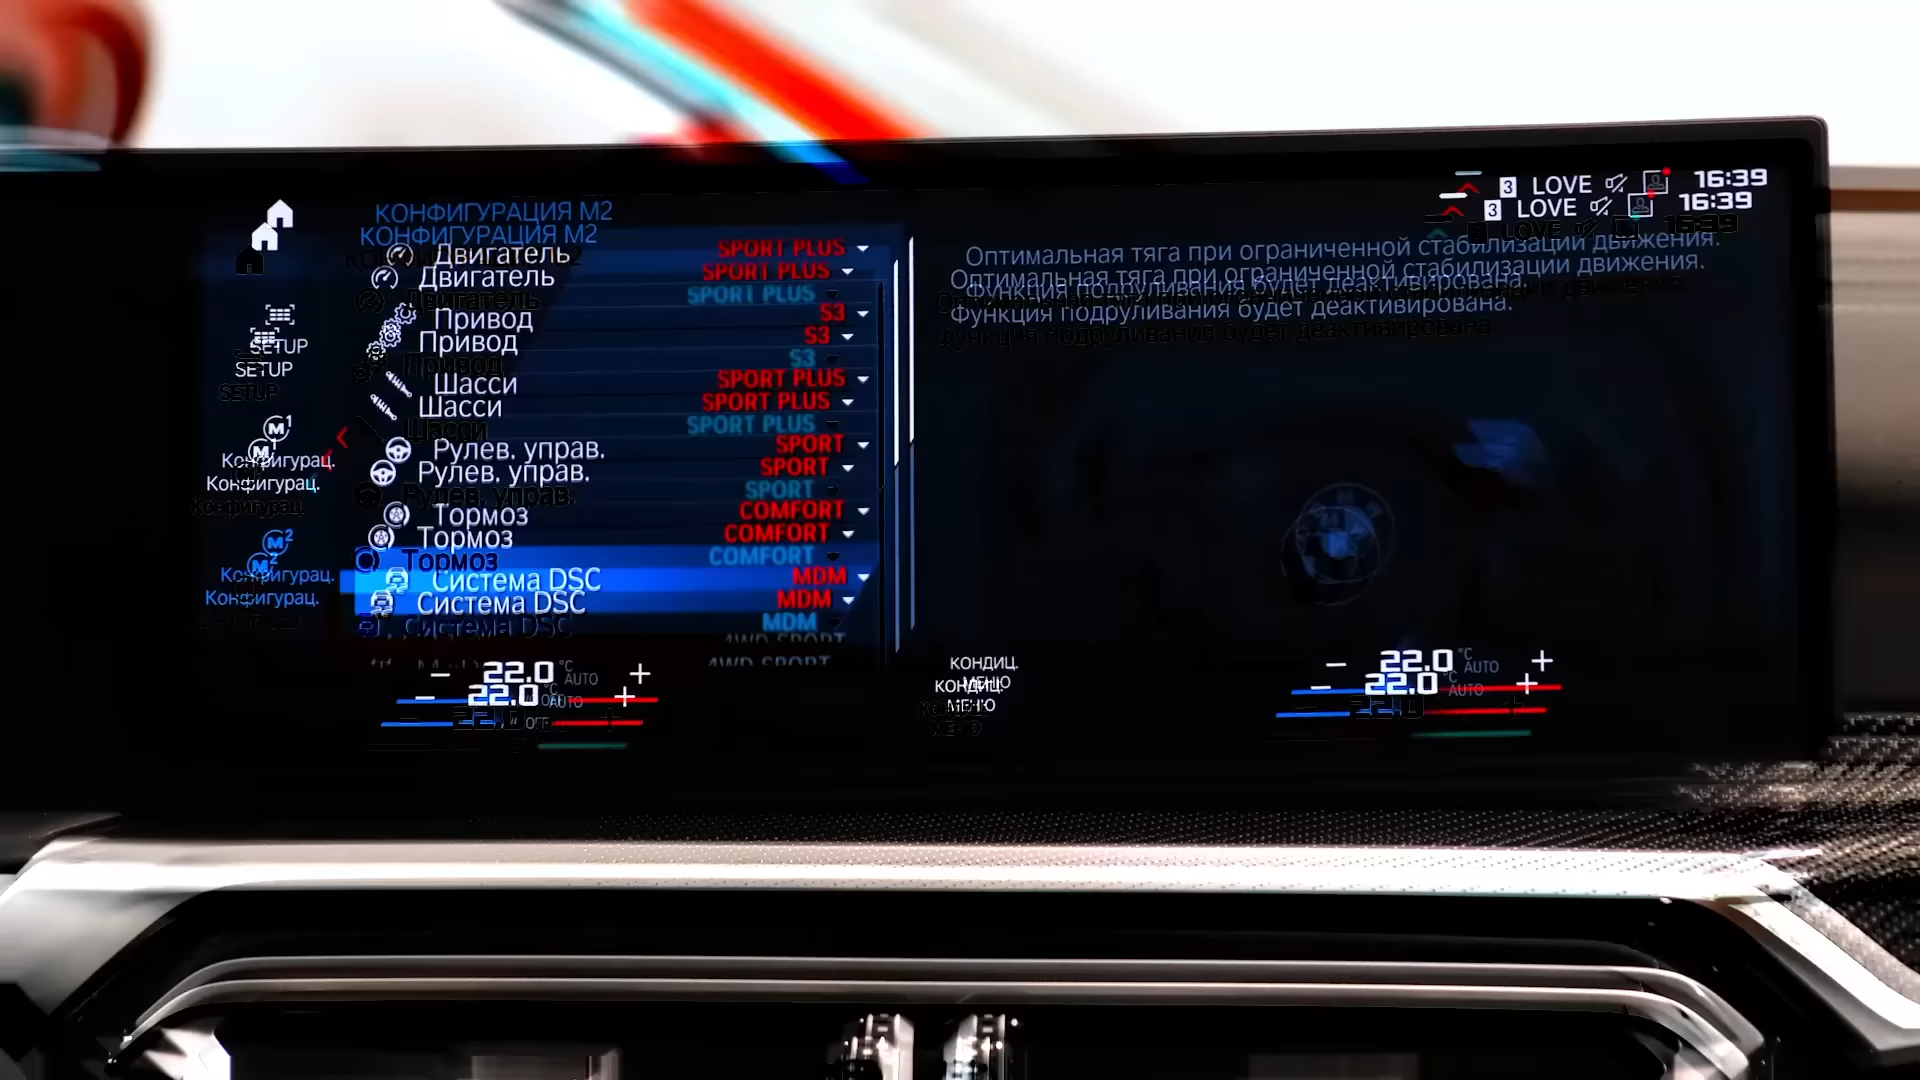 3 LOVE 16:39
КОНФИГУРАЦИЯ M2
Двигатель SPORT PLUS
Привод S3
SETUP
Шасси SPORT PLUS
M1
Конфигурац.
Рулев. управ. SPORT
Тормоз COMFORT
M2
Конфигурац.
Система DSC MDM
4WD SPORT
Оптимальная тяга при ограниченной стабилизации движения.
Функция подруливания будет деактивирована.
− 22.0 °C AUTO +
КОНДИЦ.
МЕНЮ
− 22.0 °C AUTO +